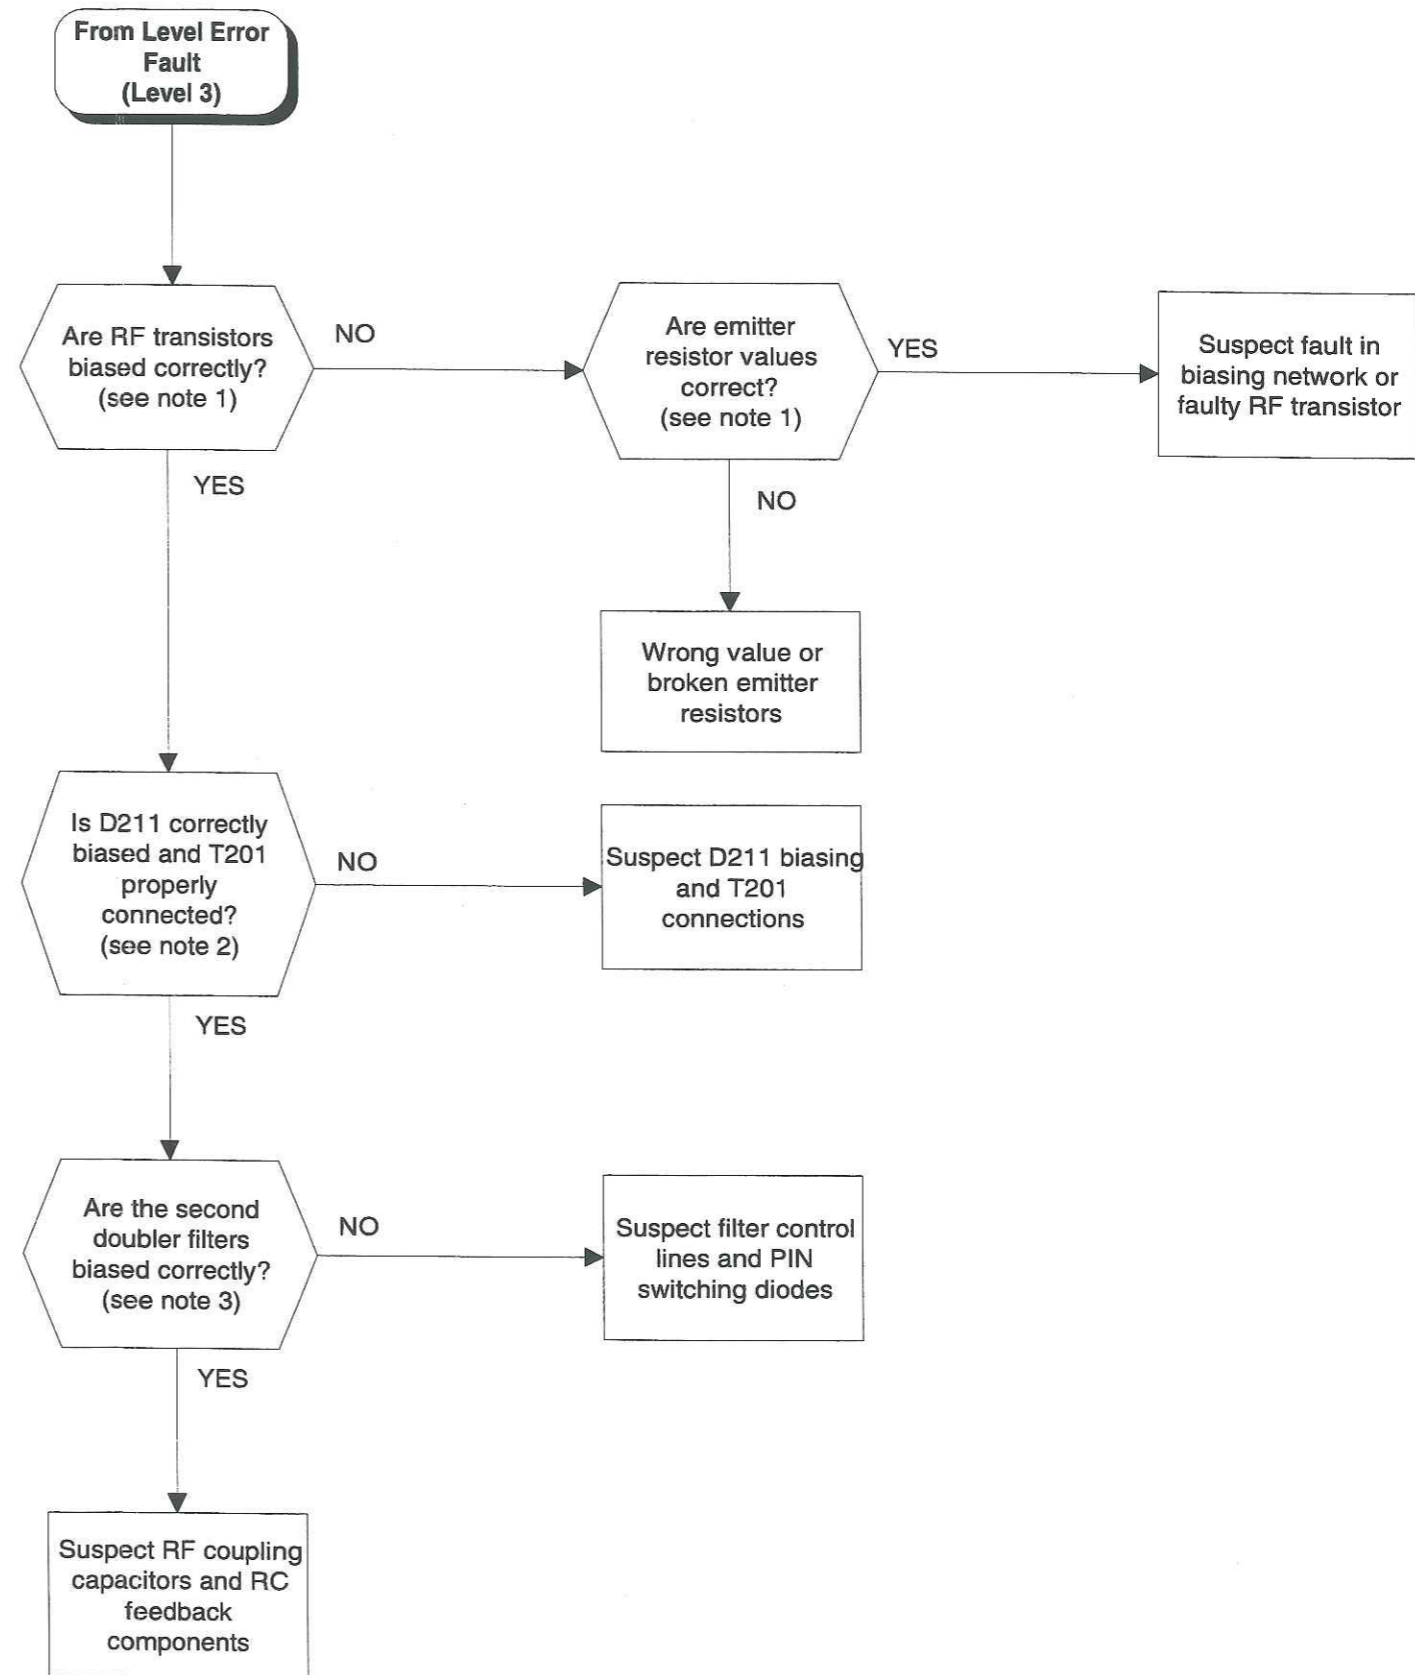 From Level Error
Fault
(Level 3)
Are RF transistors
biased correctly?
(see note 1)
NO
Are emitter
resistor values
correct?
(see note 1)
YES
Suspect fault in
biasing network or
faulty RF transistor
YES
NO
Wrong value or
broken emitter
resistors
Is D211 correctly
biased and T201
properly
connected?
(see note 2)
NO
Suspect D211 biasing
and T201
connections
YES
Are the second
doubler filters
biased correctly?
(see note 3)
NO
Suspect filter control
lines and PIN
switching diodes
YES
Suspect RF coupling
capacitors and RC
feedback
components